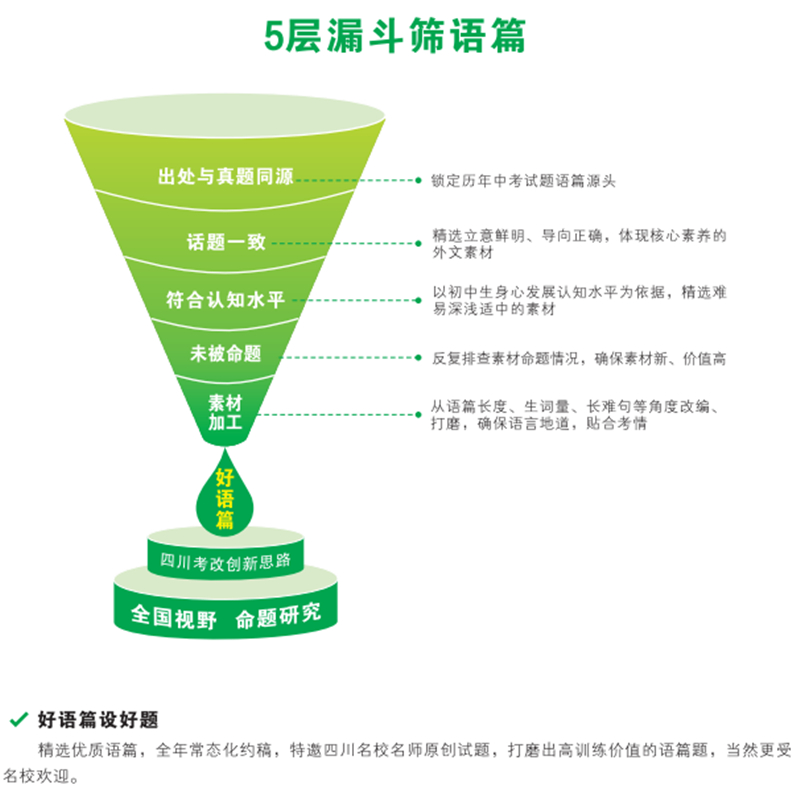 5层漏斗筛语篇
出处与真题同源
锁定历年中考试题语篇源头
话题一致
精选立意鲜明、导向正确，体现核心素养的
外文素材
符合认知水平
以初中生身心发展认知水平为依据，精选难
易深浅适中的素材
未被命题
反复排查素材命题情况，确保素材新、价值高
素材
加工
从语篇长度、生词量、长难句等角度改编、
打磨，确保语言地道，贴合考情
好语篇
四川考改创新思路
全国视野 命题研究
好语篇设好题
精选优质语篇，全年常态化约稿，特邀四川名校名师原创试题，打磨出高训练价值的语篇题，当然更受
名校欢迎。